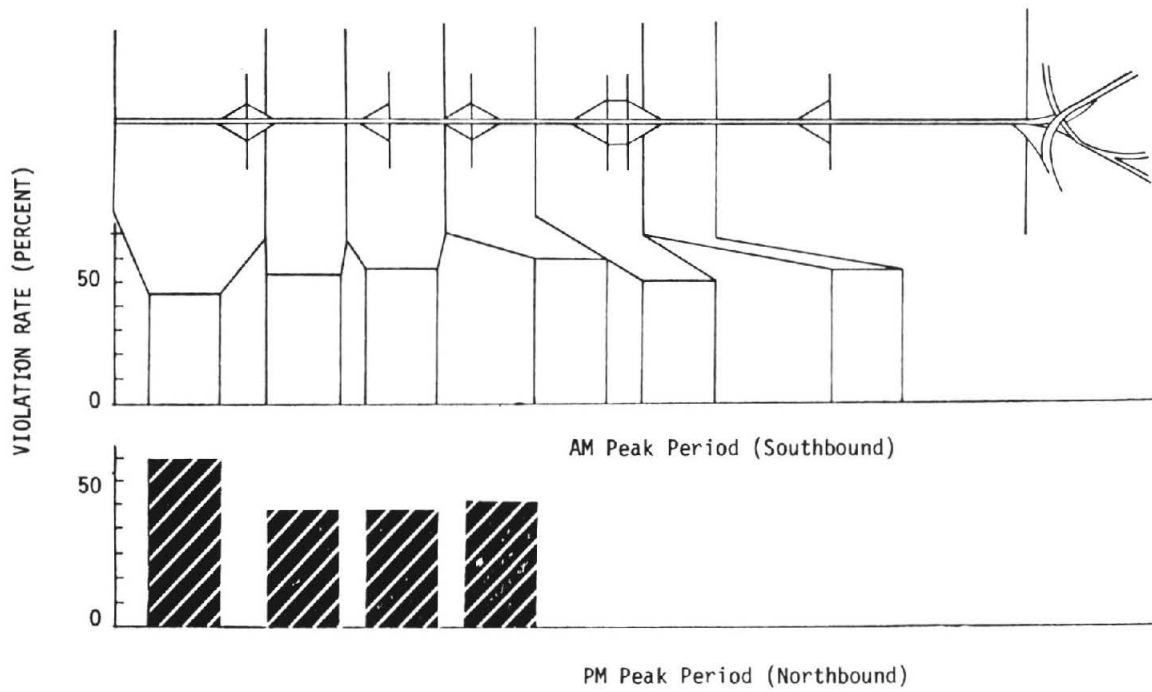 VIOLATION RATE (PERCENT)
50
0
AM Peak Period (Southbound)
50
0
PM Peak Period (Northbound)